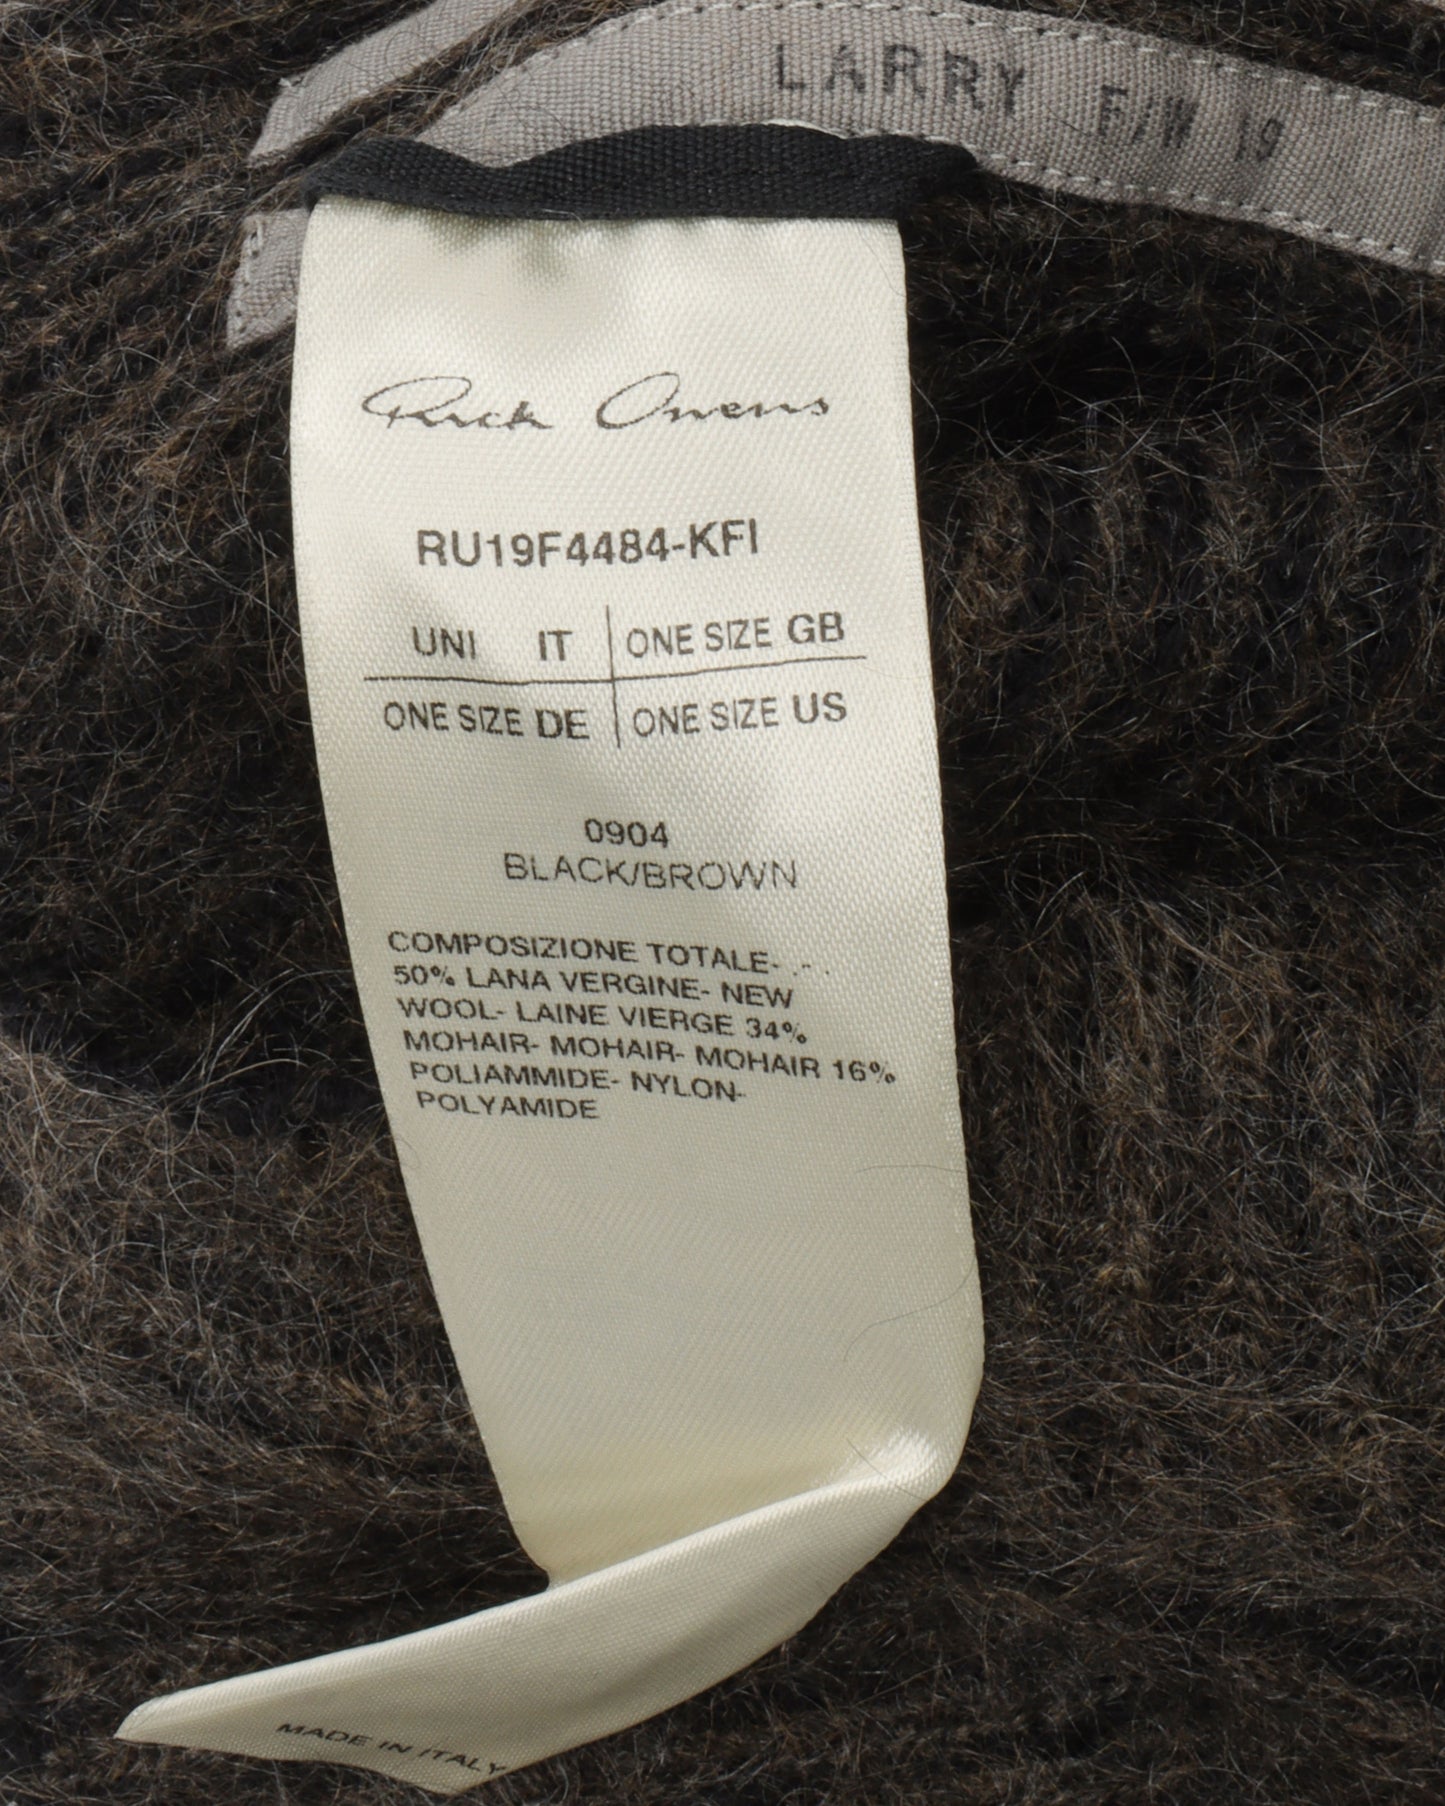 LARRY F/W 19
Rick Owens
RU19F4484-KFI
UNI IT ONE SIZE GB
ONE SIZE DE ONE SIZE US
0904
BLACK/BROWN
COMPOSIZIONE TOTALE- .- .
50% LANA VERGINE- NEW
WOOL- LAINE VIERGE 34%
MOHAIR- MOHAIR- MOHAIR 16%
POLIAMMIDE- NYLON-
POLYAMIDE
MADE IN ITALY